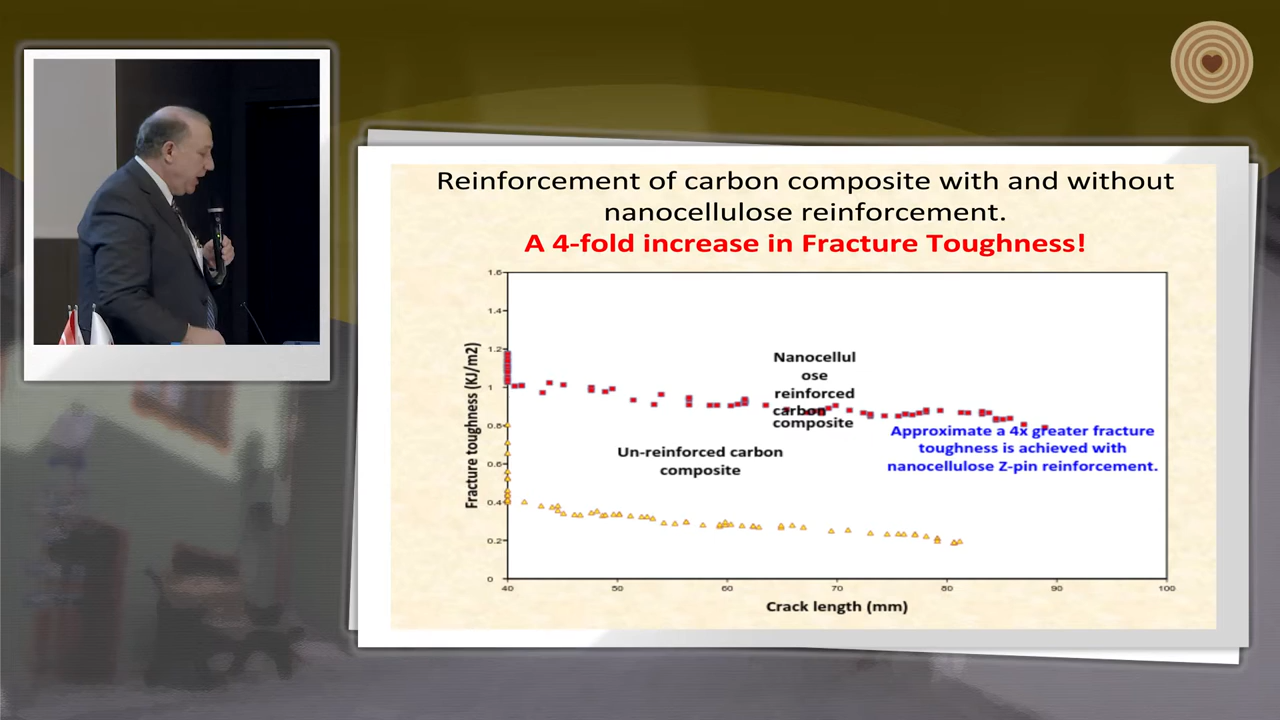 Reinforcement of carbon composite with and without
nanocellulose reinforcement.
A 4-fold increase in Fracture Toughness!
1.6
1.4
1.2
1
0.8
0.6
0.4
0.2
0
Fracture toughness (KJ/m2)
Nanocellul
ose
reinforced
carbon
composite
Un-reinforced carbon
composite
Approximate a 4x greater fracture
toughness is achieved with
nanocellulose Z-pin reinforcement.
40 50 60 70 80 90 100
Crack length (mm)